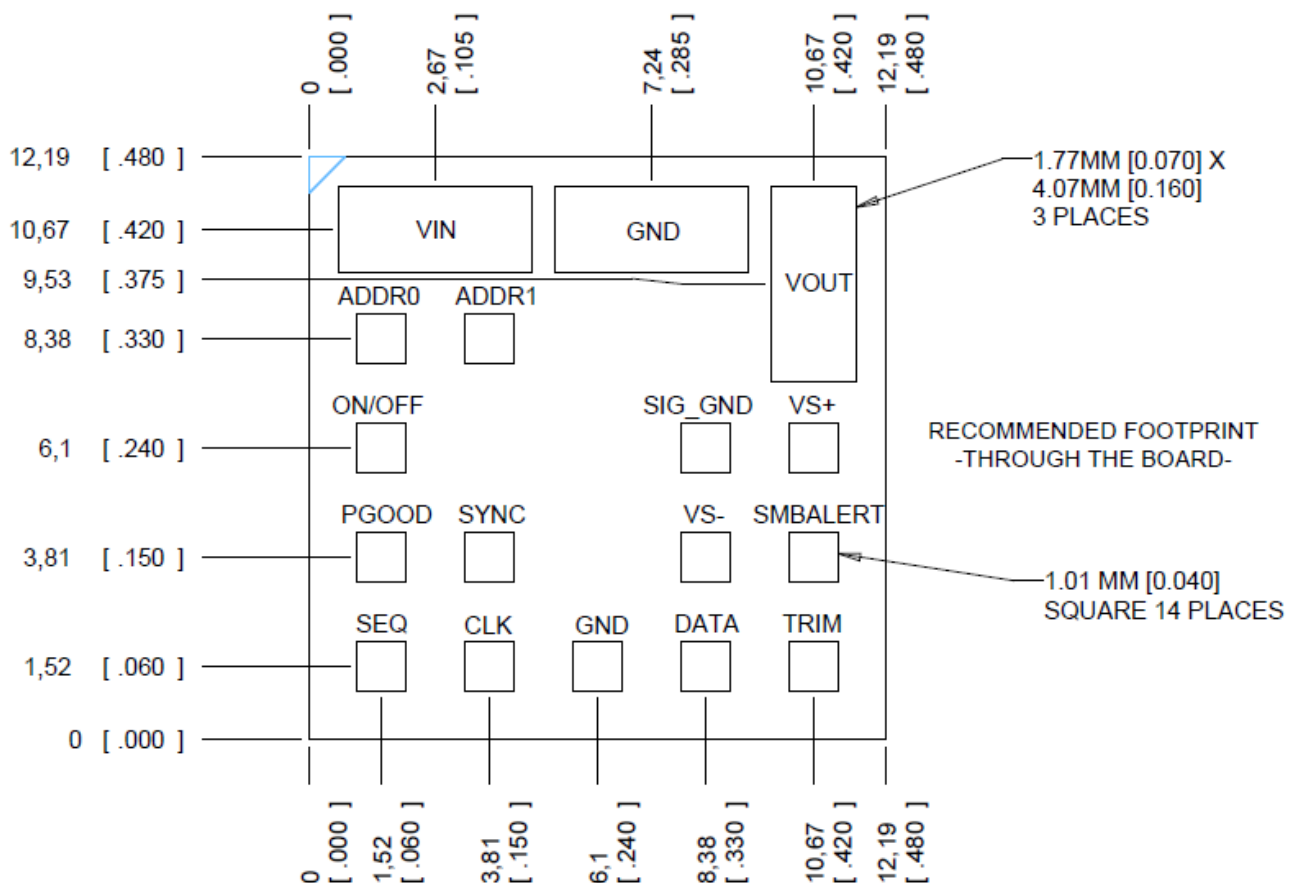 0
[ .000 ]
2,67
[ .105 ]
7,24
[ .285 ]
10,67
[ .420 ]
12,19
[ .480 ]
12,19 [ .480 ]
1.77MM [0.070] X
4.07MM [0.160]
3 PLACES
10,67 [ .420 ]
VIN
GND
9,53 [ .375 ]
VOUT
ADDR0 ADDR1
8,38 [ .330 ]
ON/OFF SIG_GND VS+
6,1 [ .240 ]
RECOMMENDED FOOTPRINT
-THROUGH THE BOARD-
PGOOD SYNC VS- SMBALERT
3,81 [ .150 ]
1.01 MM [0.040]
SQUARE 14 PLACES
SEQ CLK GND DATA TRIM
1,52 [ .060 ]
0 [ .000 ]
0
[ .000 ]
1,52
[ .060 ]
3,81
[ .150 ]
6,1
[ .240 ]
8,38
[ .330 ]
10,67
[ .420 ]
12,19
[ .480 ]